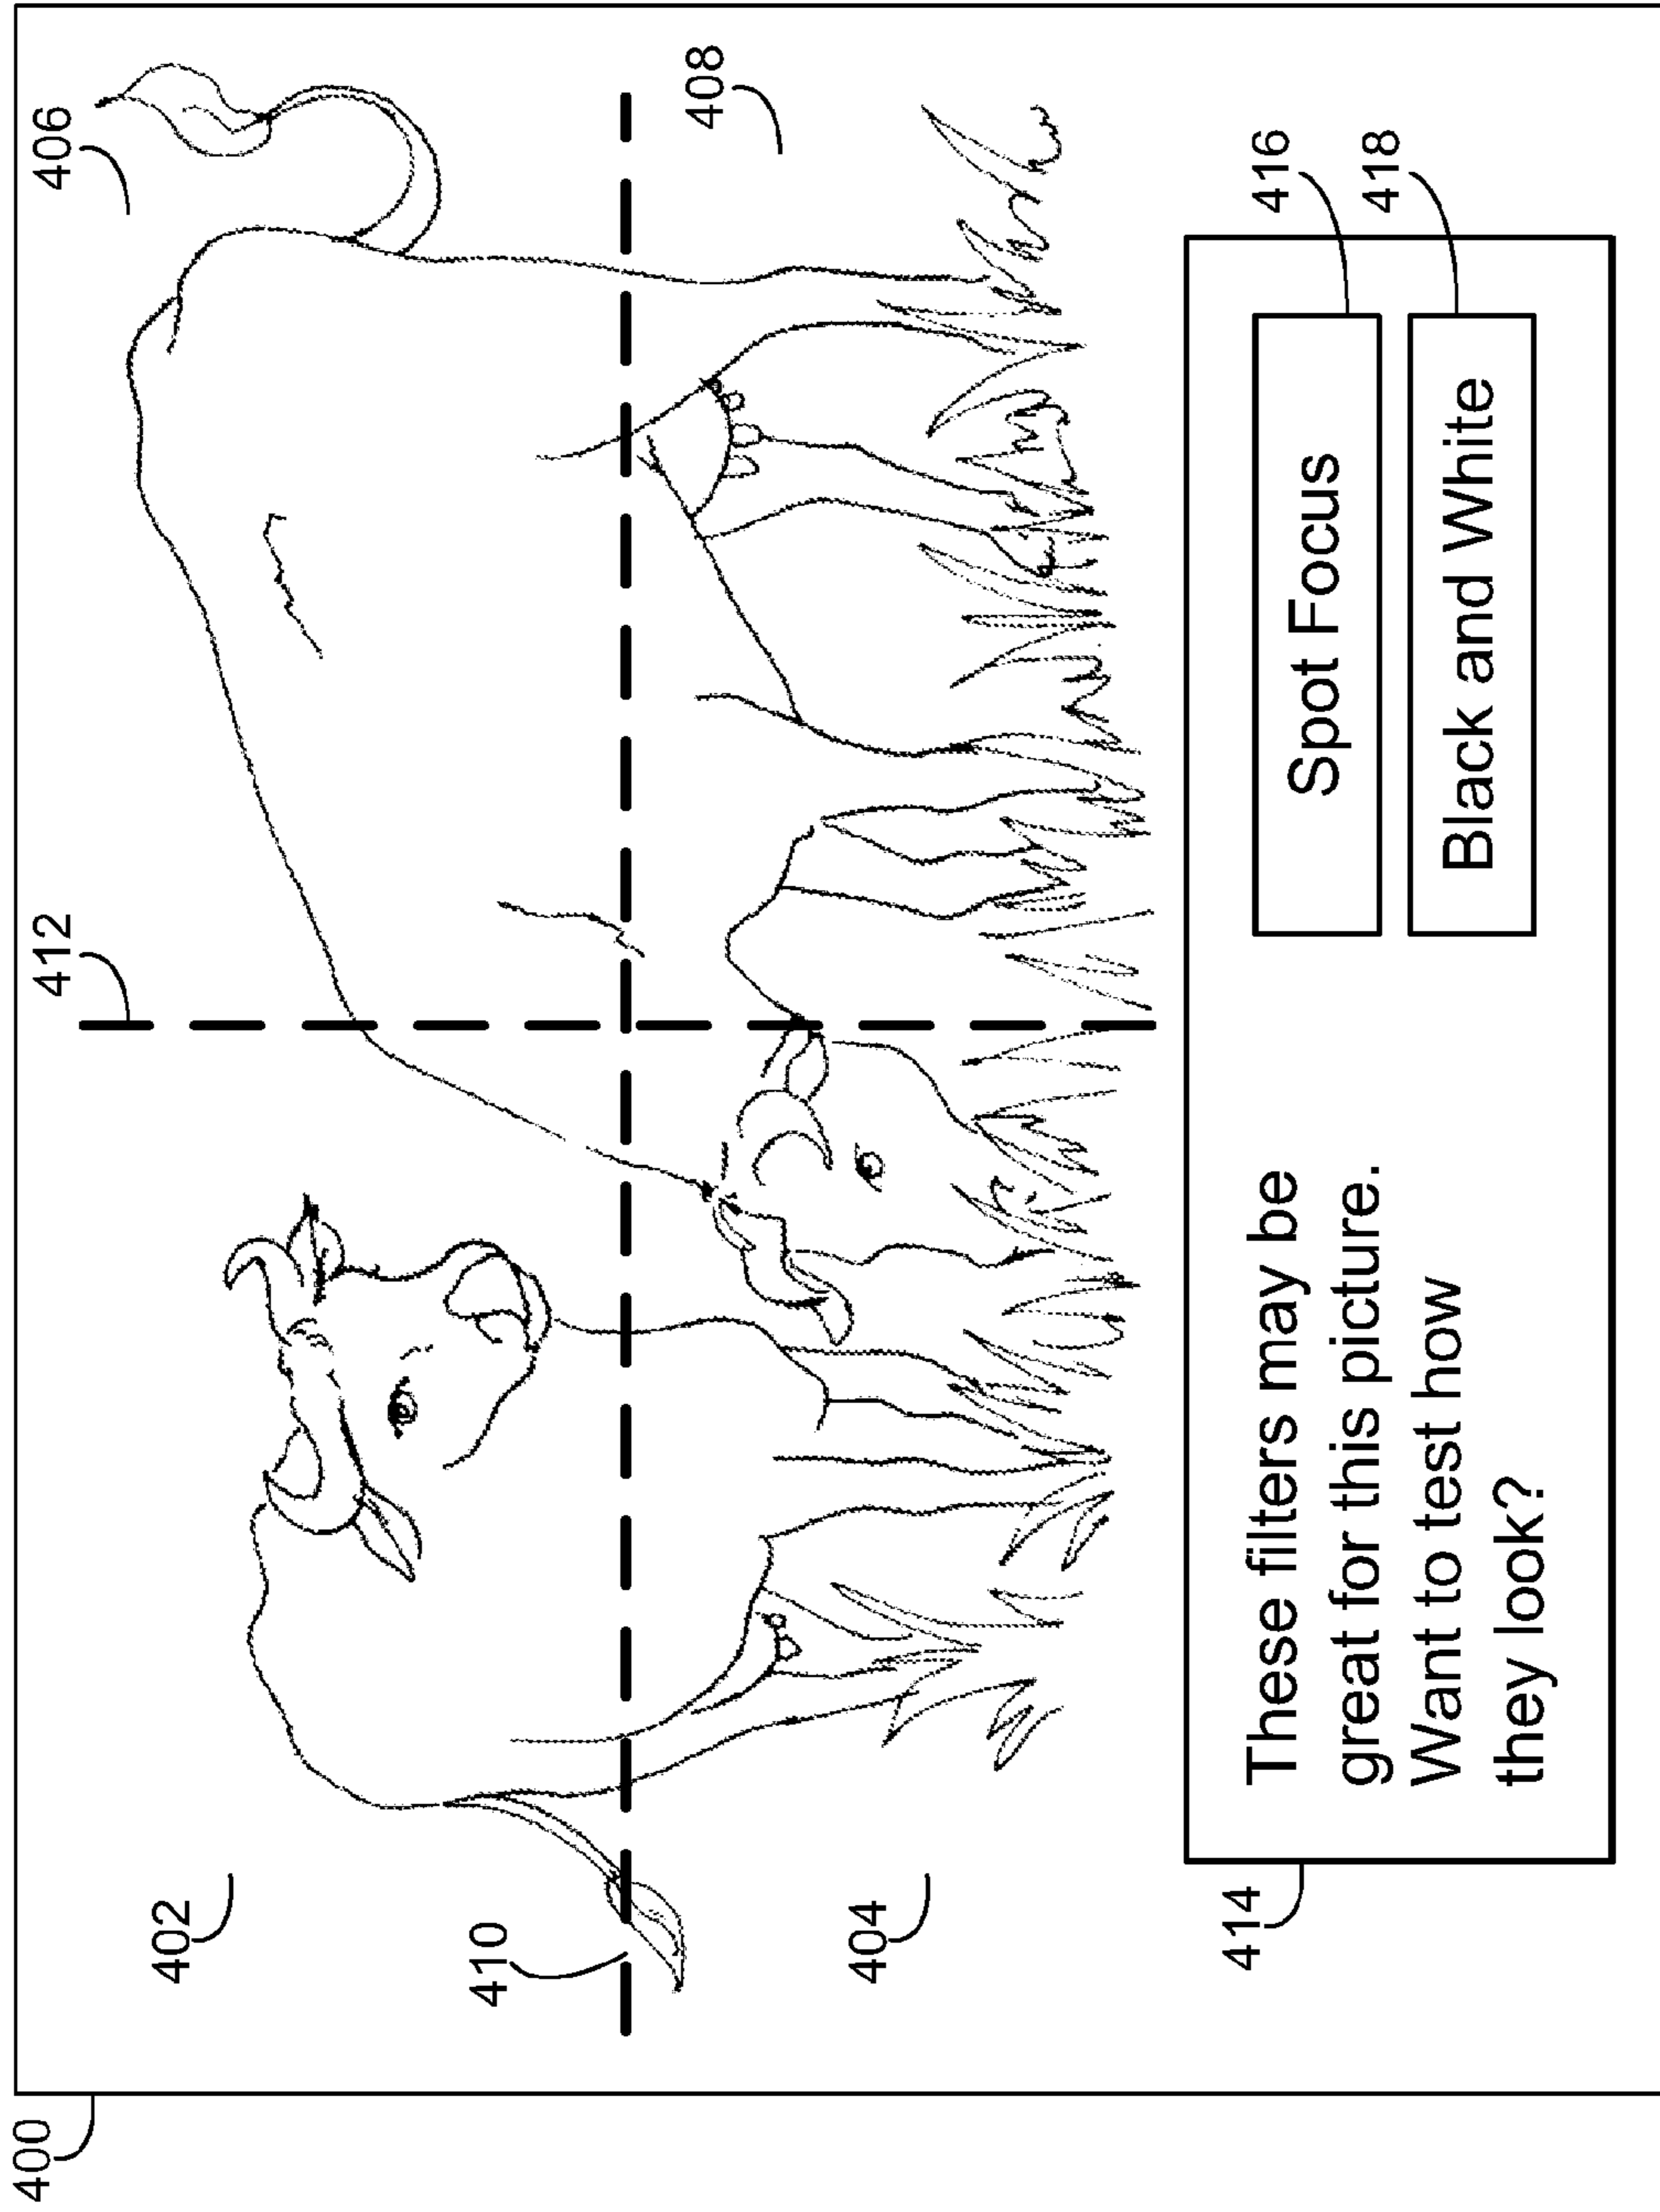 400
402
412
406
410
408
404
414
These filters may be
great for this picture.
Want to test how
they look?
Spot Focus
416
Black and White
418